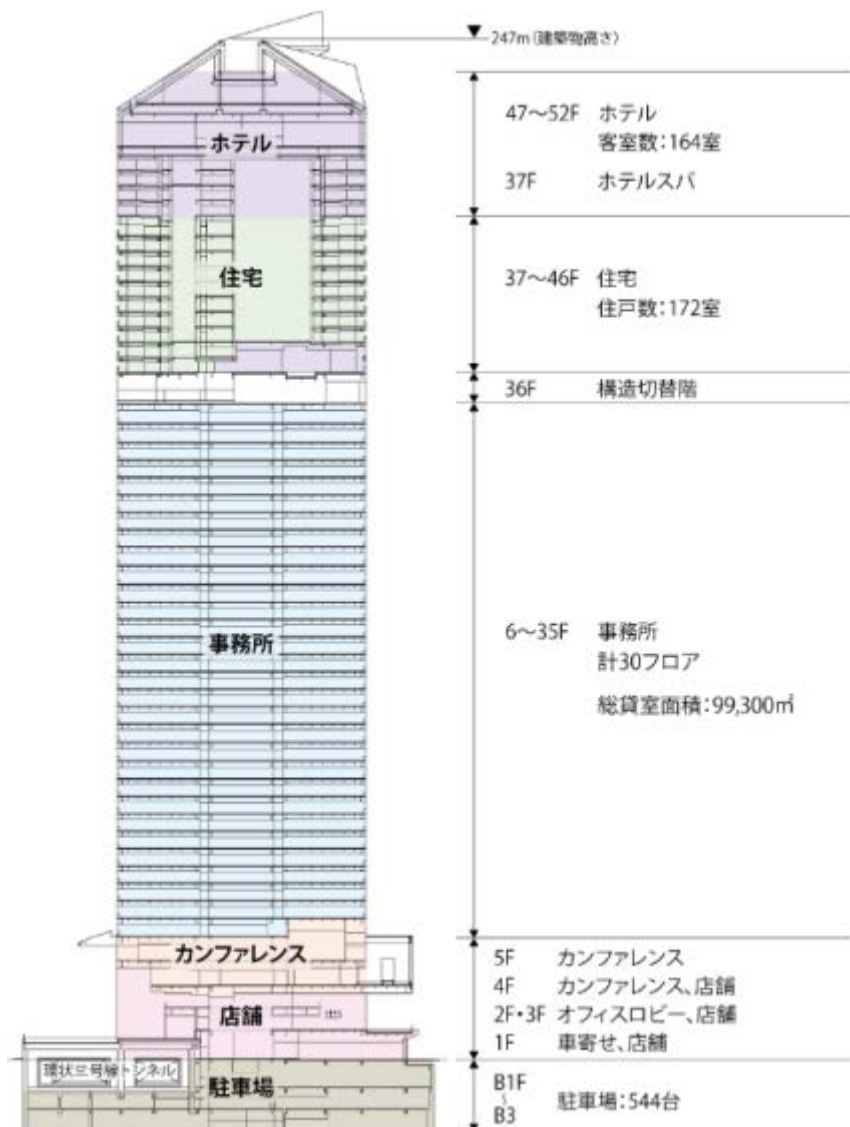 247m(建築物高さ)
47〜52F ホテル
客室数:164室
37F ホテルスパ
ホテル
37〜46F 住宅
住戸数:172室
住宅
36F 構造切替階
6〜35F 事務所
計30フロア
総貸室面積:99,300㎡
事務所
カンファレンス
5F カンファレンス
4F カンファレンス、店舗
2F・3F オフィスロビー、店舗
1F 車寄せ、店舗
店舗
環状三号線トンネル
駐車場
B1F
〜
B3
駐車場:544台